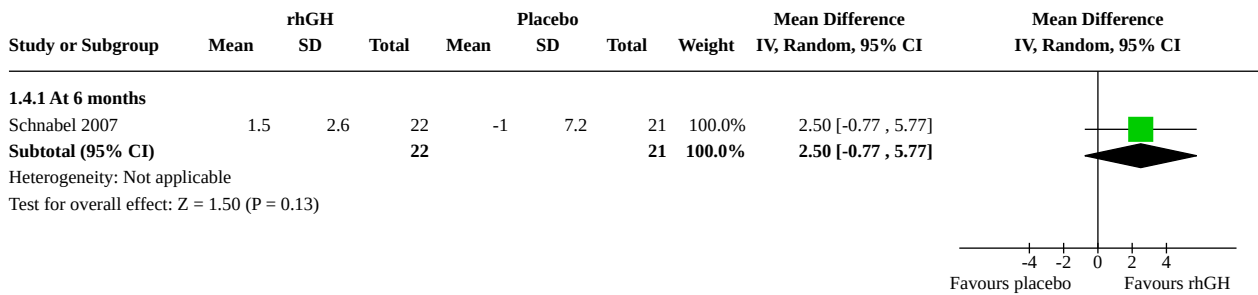 rhGH Placebo Mean Difference Mean Difference
Study or Subgroup Mean SD Total Mean SD Total Weight IV, Random, 95% CI IV, Random, 95% CI
1.4.1 At 6 months
Schnabel 2007 1.5 2.6 22 -1 7.2 21 100.0% 2.50 [-0.77 , 5.77]
Subtotal (95% CI) 22 21 100.0% 2.50 [-0.77 , 5.77]
Heterogeneity: Not applicable
Test for overall effect: Z = 1.50 (P = 0.13)
-4 -2 0 2 4
Favours placebo Favours rhGH